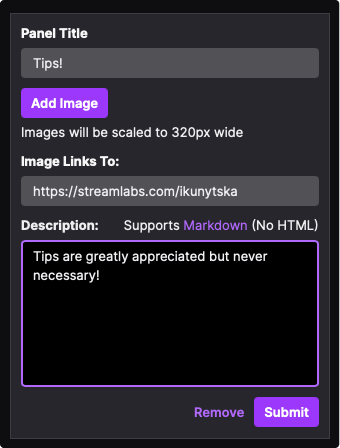 Panel Title
Tips!
Add Image
Images will be scaled to 320px wide
Image Links To:
https://streamlabs.com/ikunytska
Description: Supports Markdown (No HTML)
Tips are greatly appreciated but never
necessary!
Remove Submit